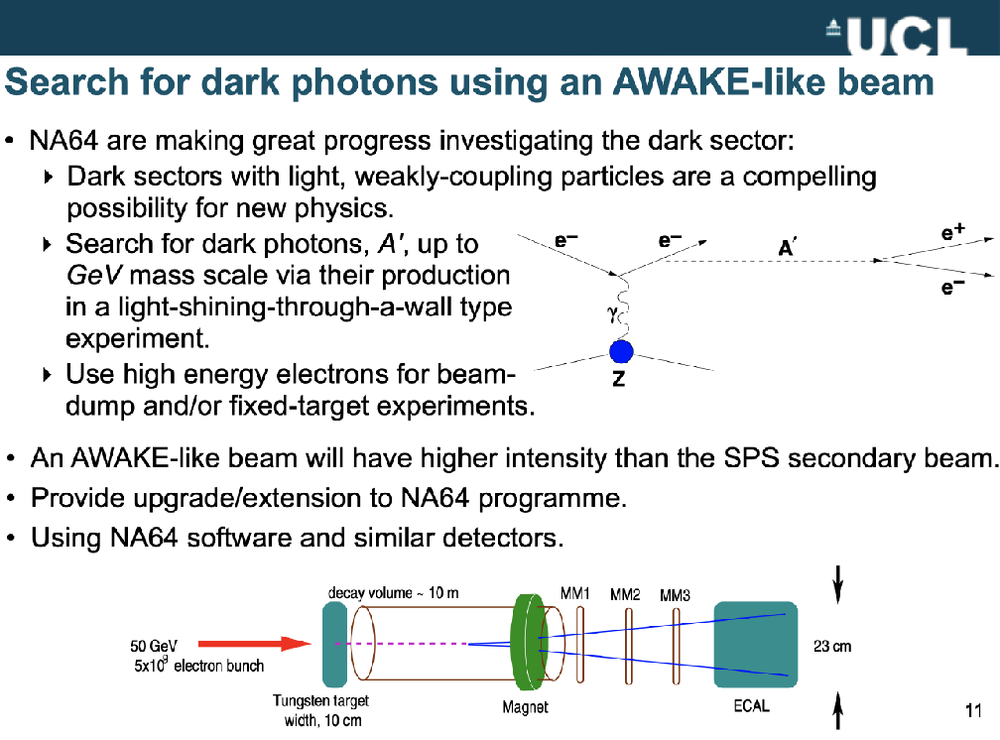 UCL
Search for dark photons using an AWAKE-like beam
• NA64 are making great progress investigating the dark sector:
‣ Dark sectors with light, weakly-coupling particles are a compelling
possibility for new physics.
‣ Search for dark photons, A′, up to
GeV mass scale via their production
in a light-shining-through-a-wall type
experiment.
‣ Use high energy electrons for beam-
dump and/or fixed-target experiments.
e–
e–
A′
e+
e–
γ
Z
• An AWAKE-like beam will have higher intensity than the SPS secondary beam.
• Provide upgrade/extension to NA64 programme.
• Using NA64 software and similar detectors.
decay volume ~ 10 m
MM1
MM2
MM3
50 GeV
5x10⁹ electron bunch
23 cm
Tungsten target
width, 10 cm
Magnet
ECAL
11